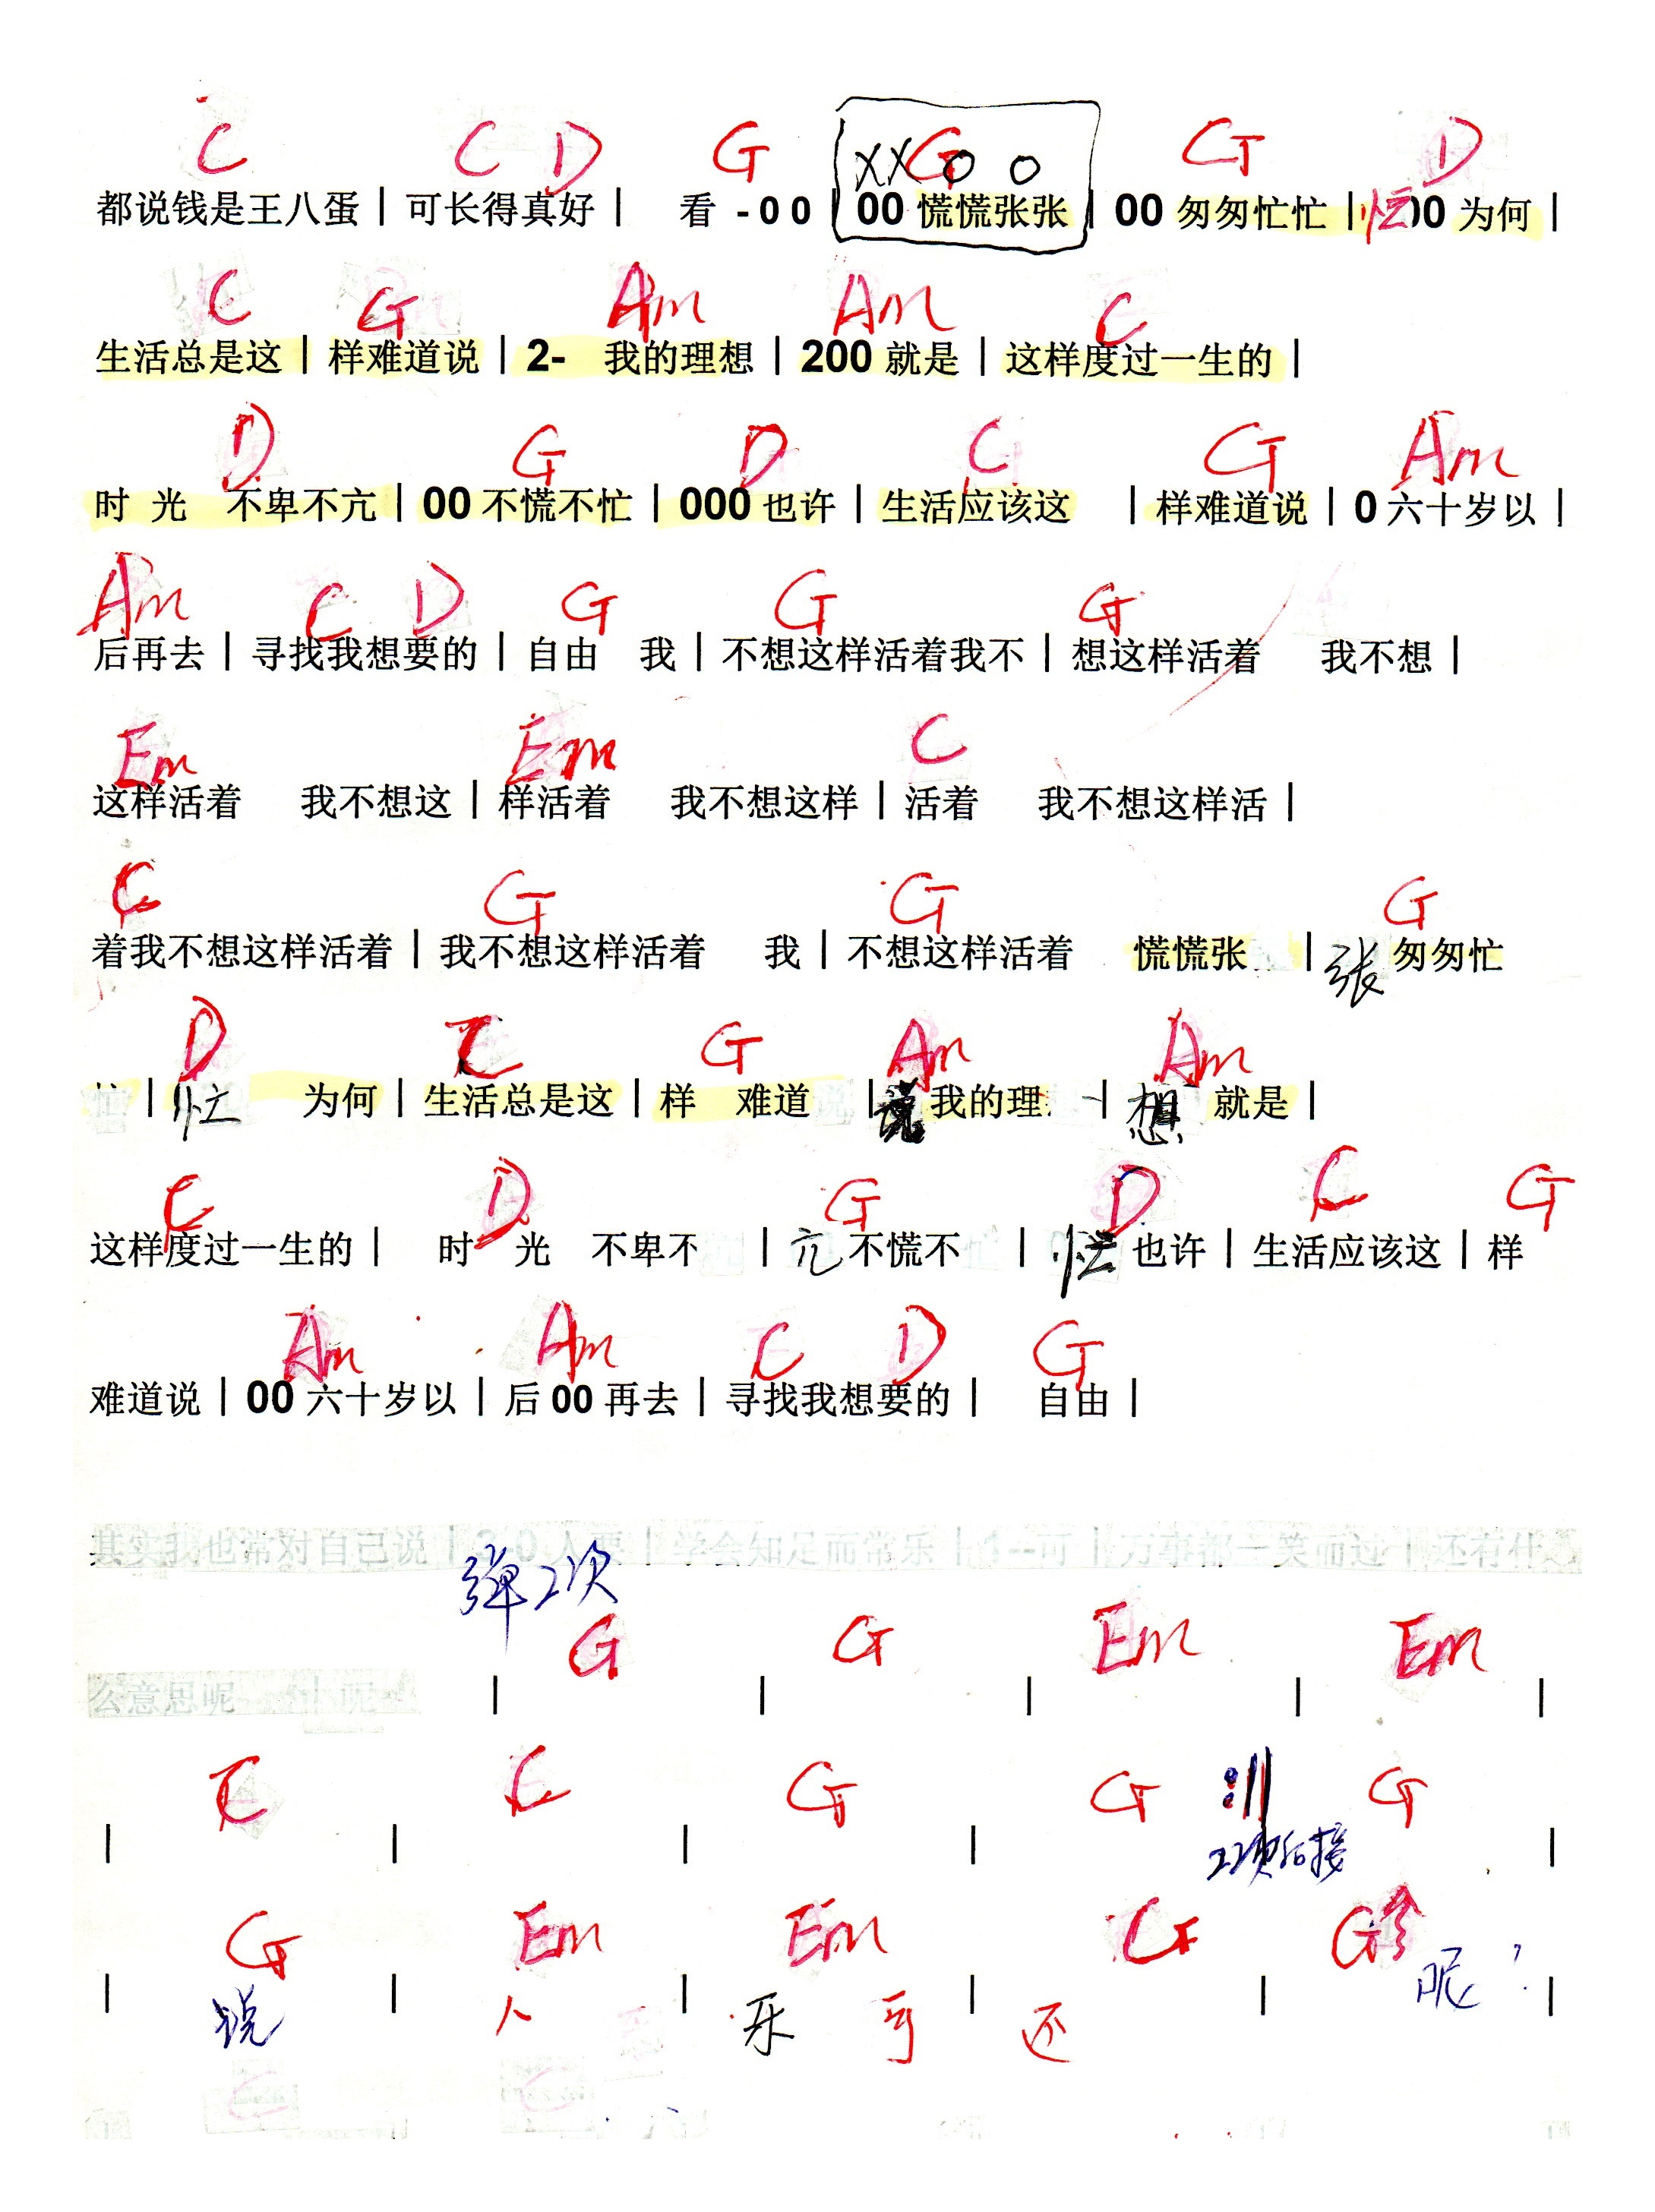 C C D G G G D
XX 0 0
都说钱是王八蛋 | 可长得真好 | 看 - 0 0 | 00 慌慌张张 | 00 匆匆忙忙 | 忙00 为何 |
C G Am Am C
生活总是这 | 样难道说 | 2- 我的理想 | 200 就是 | 这样度过一生的 |
D G D C G Am
时 光 不卑不亢 | 00 不慌不忙 | 000 也许 | 生活应该这 | 样难道说 | 0 六十岁以 |
Am C D G G G
后再去 | 寻找我想要的 | 自由 我 | 不想这样活着我不 | 想这样活着 我不想 |
Em Em C
这样活着 我不想这 | 样活着 我不想这样 | 活着 我不想这样活 |
C G G G
着我不想这样活着 | 我不想这样活着 我 | 不想这样活着 慌慌张 | 张 匆匆忙
D C G Am Am
忙 | 忙 为何 | 生活总是这 | 样 难道 | 说 我的理 | 想 就是 |
C D G D C G
这样度过一生的 | 时 光 不卑不 | 亢 不慌不 | 忙 也许 | 生活应该这 | 样
Am Am C D G
难道说 | 00 六十岁以 | 后 00 再去 | 寻找我想要的 | 自由 |
其实我也常对自己说 | 3 0 人要 | 学会知足而常乐 | 4--可 | 万事都一笑而过 | 还有什
弹2次
G G Em Em
么意思呢 | | | | |
C C G G :|| G
| | | | 2次后接 |
G Em Em C G
| | | | | 呢
说 人 乐 可 还